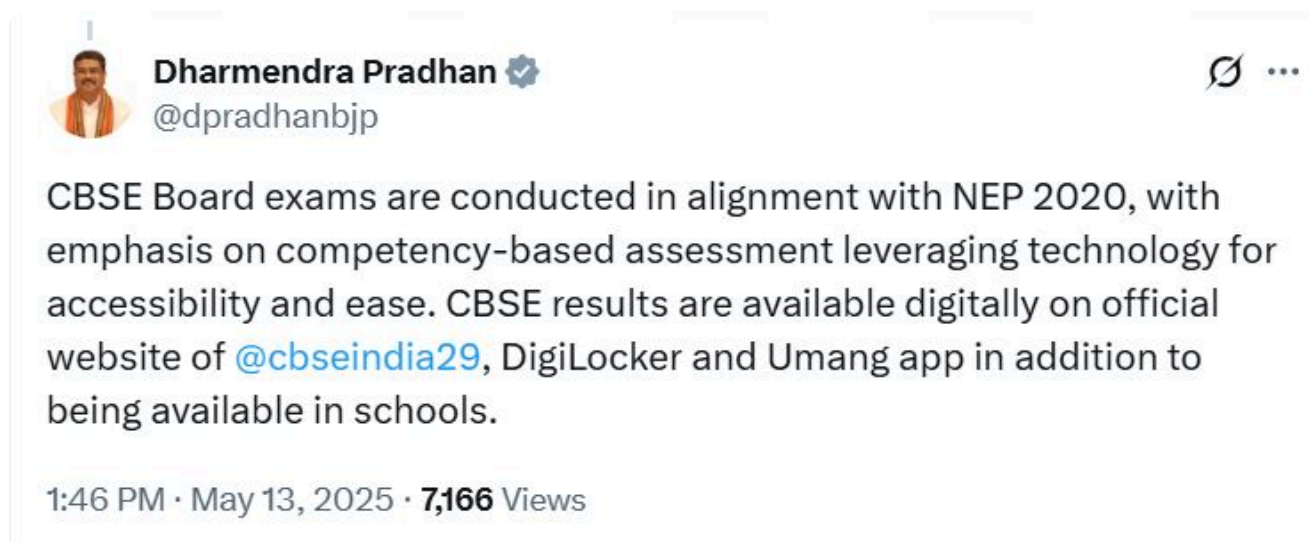 Dharmendra Pradhan
@dpradhanbjp
CBSE Board exams are conducted in alignment with NEP 2020, with
emphasis on competency-based assessment leveraging technology for
accessibility and ease. CBSE results are available digitally on official
website of @cbseindia29, DigiLocker and Umang app in addition to
being available in schools.
1:46 PM · May 13, 2025 · 7,166 Views